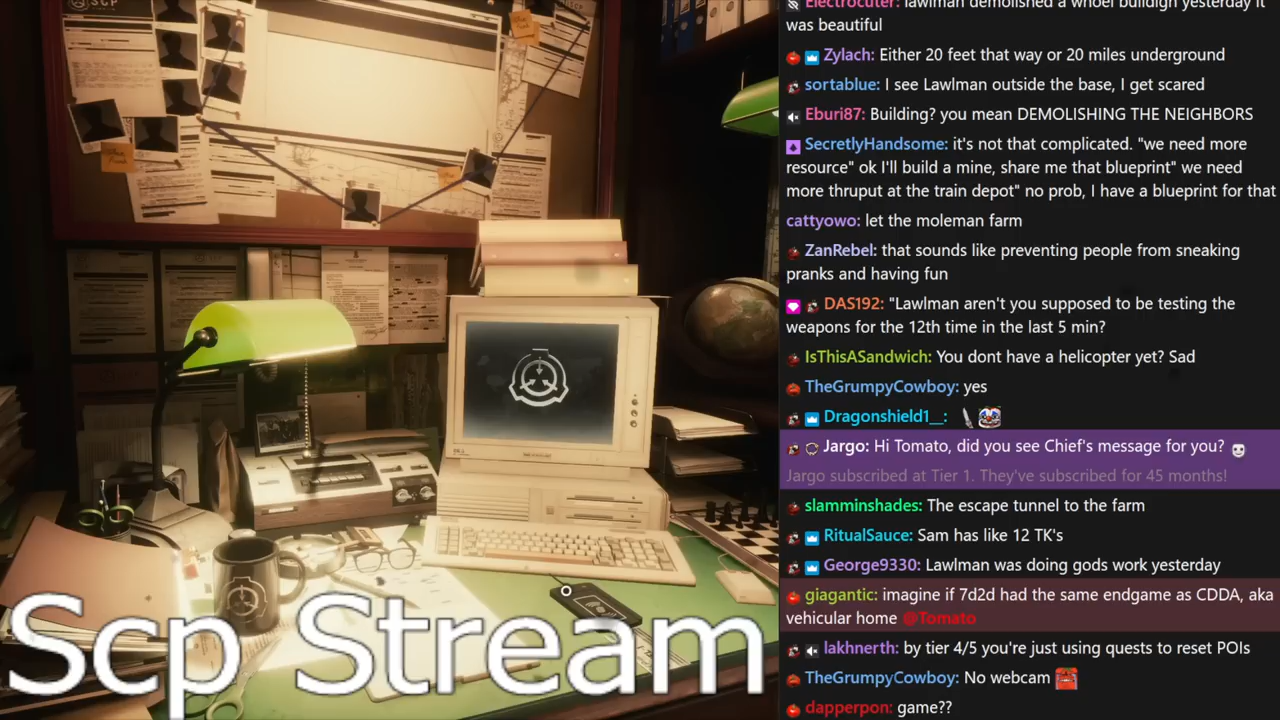 SCP
Electrocuter: lawlman demolished a whoel buildign yesterday it
was beautiful
Zylach: Either 20 feet that way or 20 miles underground
sortablue: I see Lawlman outside the base, I get scared
Eburi87: Building? you mean DEMOLISHING THE NEIGHBORS
SecretlyHandsome: it's not that complicated. "we need more
resource" ok I'll build a mine, share me that blueprint" we need
more thruput at the train depot" no prob, I have a blueprint for that
cattyowo: let the moleman farm
ZanRebel: that sounds like preventing people from sneaking
pranks and having fun
DAS192: "Lawlman aren't you supposed to be testing the
weapons for the 12th time in the last 5 min?
IsThisASandwich: You dont have a helicopter yet? Sad
TheGrumpyCowboy: yes
Dragonshield1__:
Jargo: Hi Tomato, did you see Chief's message for you?
Jargo subscribed at Tier 1. They've subscribed for 45 months!
slamminshades: The escape tunnel to the farm
RitualSauce: Sam has like 12 TK's
George9330: Lawlman was doing gods work yesterday
giagantic: imagine if 7d2d had the same endgame as CDDA, aka
vehicular home @Tomato
lakhnerth: by tier 4/5 you're just using quests to reset POIs
TheGrumpyCowboy: No webcam
dapperpon: game??
Scp Stream